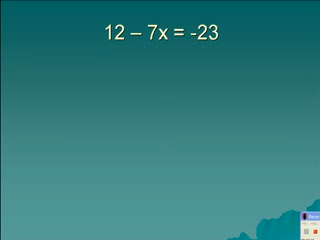 12 – 7x = -23